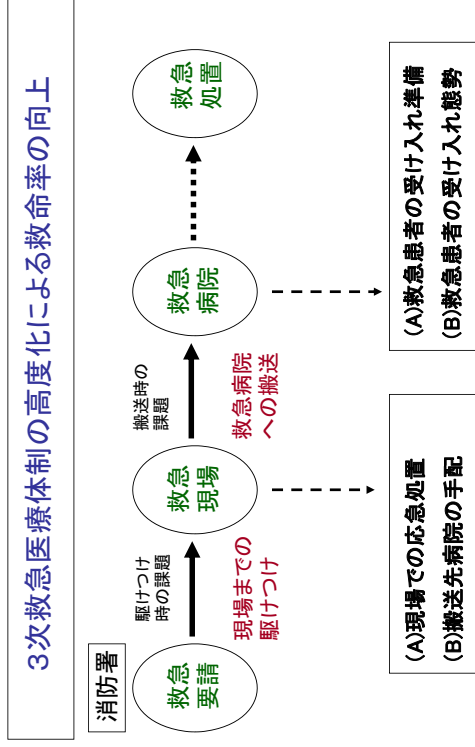 3次救急医療体制の高度化による救命率の向上
消防署
救急
要請
駆けつけ
時の課題
現場までの
駆けつけ
救急
現場
搬送時の
課題
救急病院
への搬送
救急
病院
救急
処置
(A)現場での応急処置
(B)搬送先病院の手配
(A)救急患者の受け入れ準備
(B)救急患者の受け入れ態勢